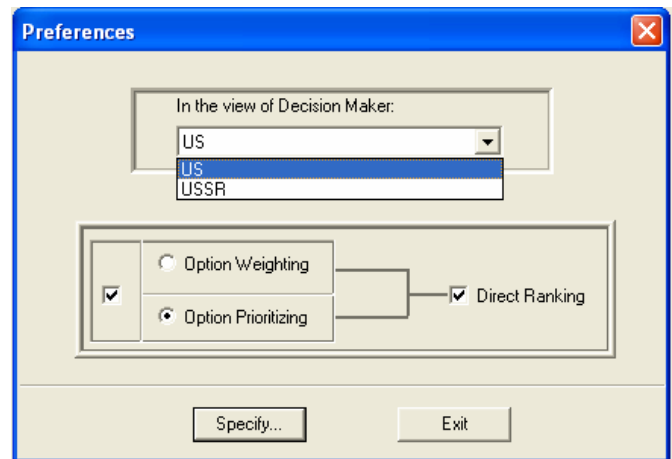 Preferences
In the view of Decision Maker:
US
US
USSR
Option Weighting
Option Prioritizing
Direct Ranking
Specify...
Exit